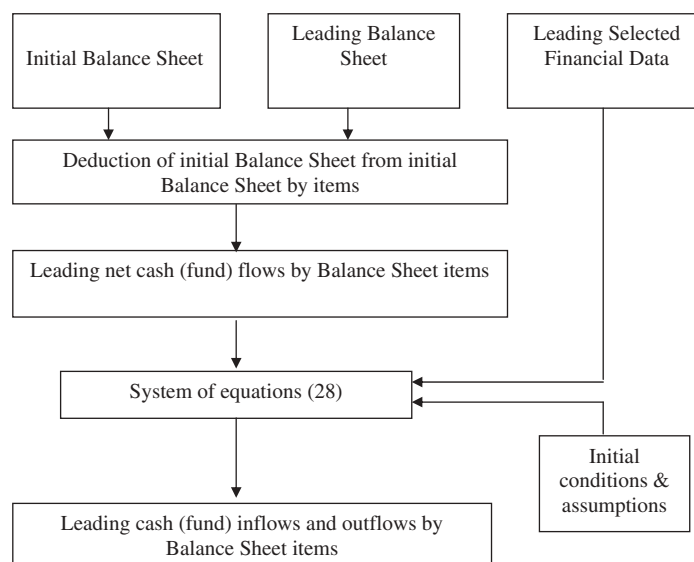 Initial Balance Sheet
Leading Balance
Sheet
Leading Selected
Financial Data
Deduction of initial Balance Sheet from initial
Balance Sheet by items
Leading net cash (fund) flows by Balance Sheet items
System of equations (28)
Initial
conditions &
assumptions
Leading cash (fund) inflows and outflows by
Balance Sheet items